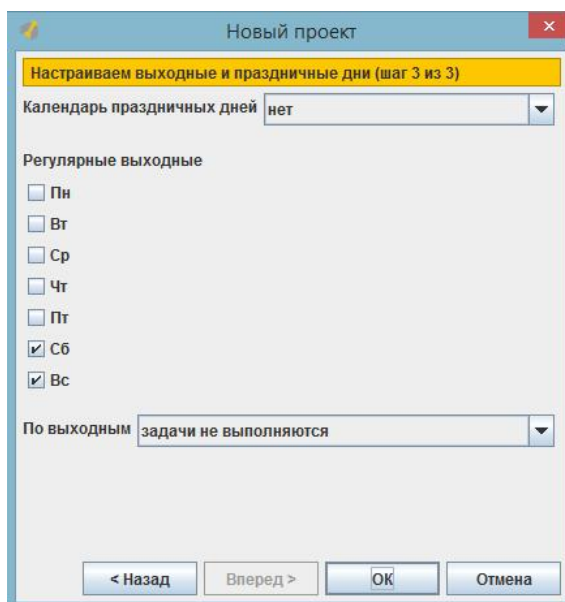 Новый проект
Настраиваем выходные и праздничные дни (шаг 3 из 3)
Календарь праздничных дней нет
Регулярные выходные
Пн
Вт
Ср
Чт
Пт
Сб
Вс
По выходным задачи не выполняются
< Назад Вперед > ОК Отмена